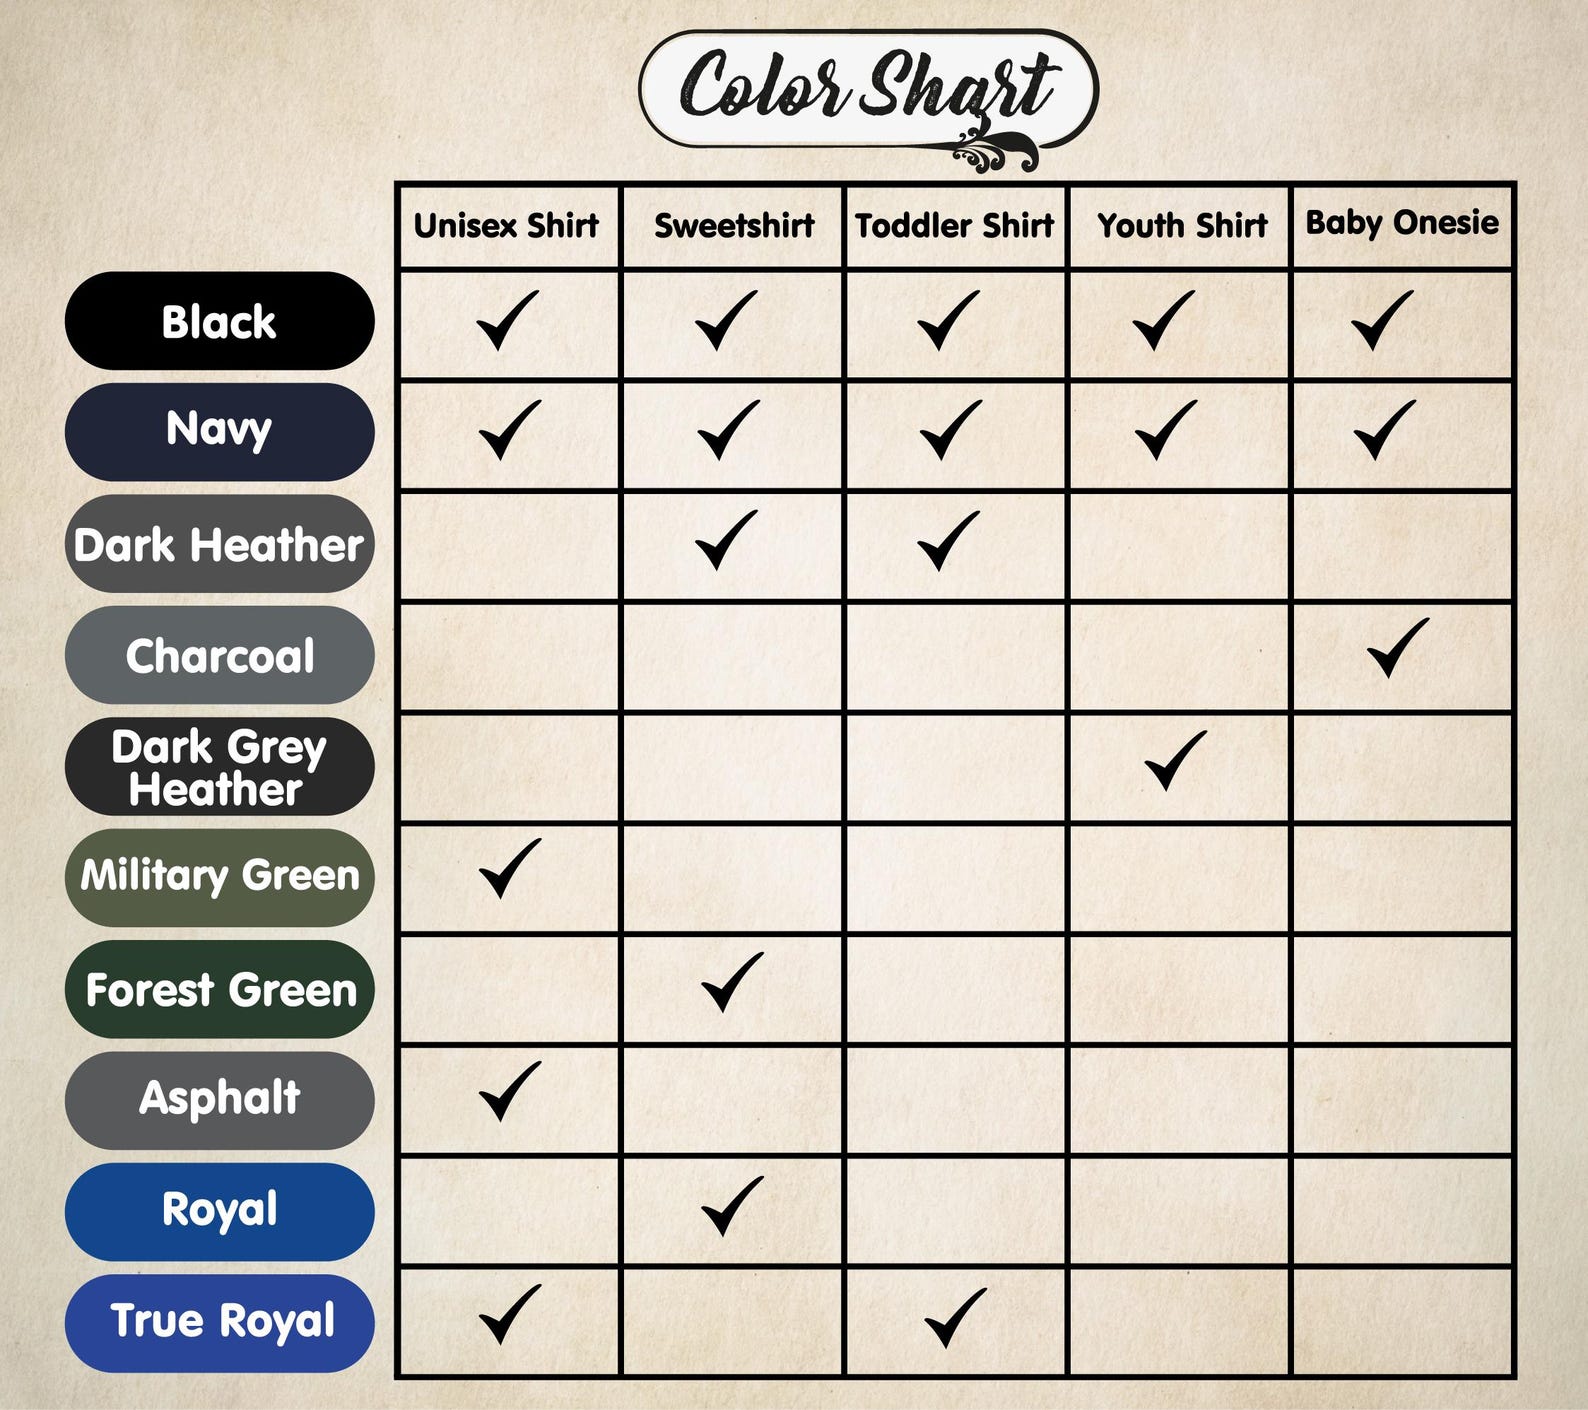 Color Shart
Unisex Shirt Sweetshirt Toddler Shirt Youth Shirt Baby Onesie
Black
Navy
Dark Heather
Charcoal
Dark Grey
Heather
Military Green
Forest Green
Asphalt
Royal
True Royal